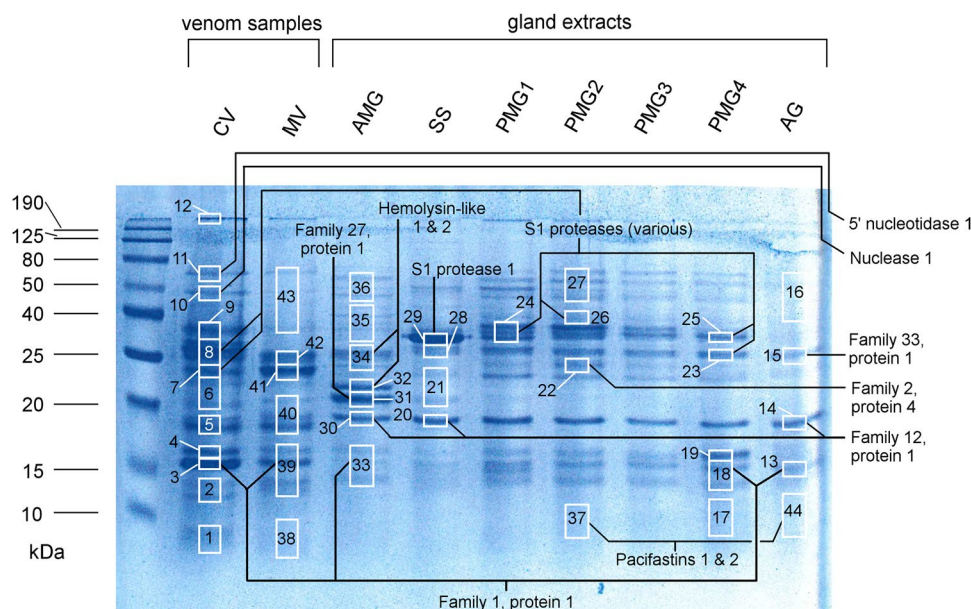 venom samples
gland extracts
CV
MV
AMG
SS
PMG1
PMG2
PMG3
PMG4
AG
190
125
80
50
40
25
20
15
10
kDa
12
11
10
9
8
7
6
5
4
3
2
1
43
42
41
40
39
38
Family 27,
protein 1
Hemolysin-like
1 & 2
S1 protease 1
S1 proteases (various)
36
35
34
32
31
30
33
29
28
21
20
24
27
26
22
37
25
23
19
18
17
16
15
14
13
44
5' nucleotidase 1
Nuclease 1
Family 33,
protein 1
Family 2,
protein 4
Family 12,
protein 1
Pacifastins 1 & 2
Family 1, protein 1